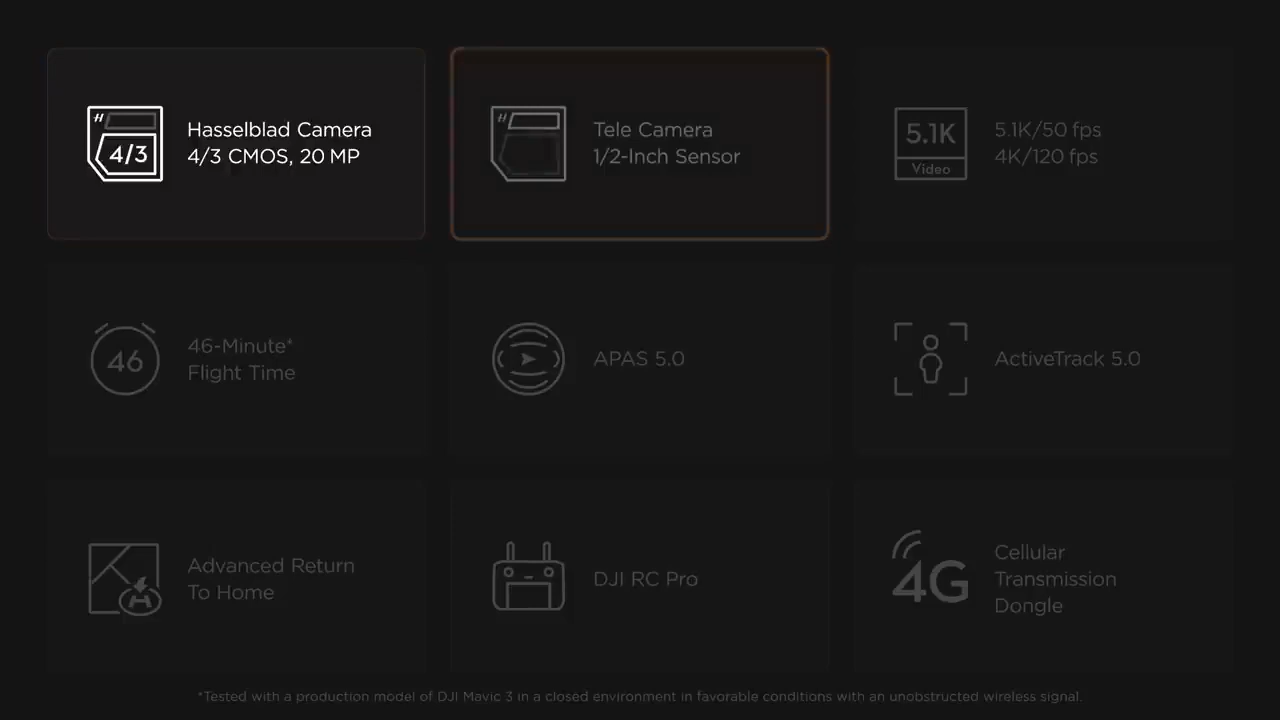 H
4/3
Hasselblad Camera
4/3 CMOS, 20 MP
H
Tele Camera
1/2-Inch Sensor
5.1K
Video
5.1K/50 fps
4K/120 fps
46
46-Minute*
Flight Time
APAS 5.0
ActiveTrack 5.0
H
Advanced Return
To Home
DJI RC Pro
4G
Cellular
Transmission
Dongle
*Tested with a production model of DJI Mavic 3 in a closed environment in favorable conditions with an unobstructed wireless signal.